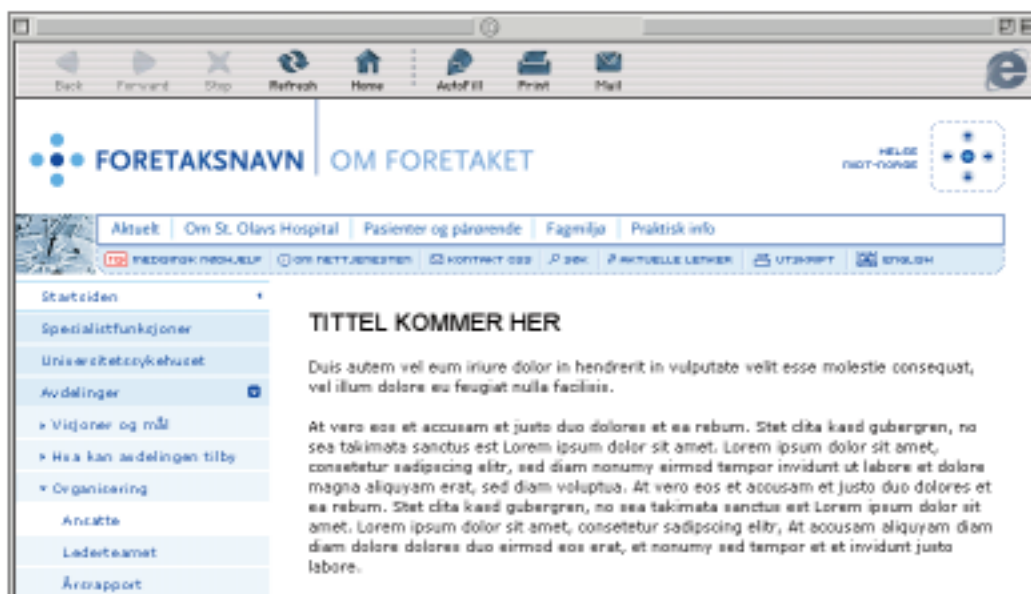 Back Forward Stop Refresh Home AutoFill Print Mail
FORETAKSNAVN OM FORETAKET
HELSE
MIDT-NORGE
Aktuelt Om St. Olavs Hospital Pasienter og pårørende Fagmiljø Praktisk info
113 MEDISINSK NØDHJELP OM NETTJENESTEN KONTAKT OSS SØK AKTUELLE LENKER UTSKRIFT ENGLISH
Startsiden
Spesialistfunksjoner
Universitetssykehuset
Avdelinger
Visjoner og mål
Hva kan avdelingen tilby
Organisering
Ansatte
Lederteamet
Årsrapport
TITTEL KOMMER HER
Duis autem vel eum iriure dolor in hendrerit in vulputate velit esse molestie consequat,
vel illum dolore eu feugiat nulla facilisis.
At vero eos et accusam et justo duo dolores et ea rebum. Stet clita kasd gubergren, no
sea takimata sanctus est Lorem ipsum dolor sit amet. Lorem ipsum dolor sit amet,
consetetur sadipscing elitr, sed diam nonumy eirmod tempor invidunt ut labore et dolore
magna aliquyam erat, sed diam voluptua. At vero eos et accusam et justo duo dolores et
ea rebum. Stet clita kasd gubergren, no sea takimata sanctus est Lorem ipsum dolor sit
amet. Lorem ipsum dolor sit amet, consetetur sadipscing elitr, At accusam aliquyam diam
diam dolore dolores duo eirmod eos erat, et nonumy sed tempor et et invidunt justo
labore.